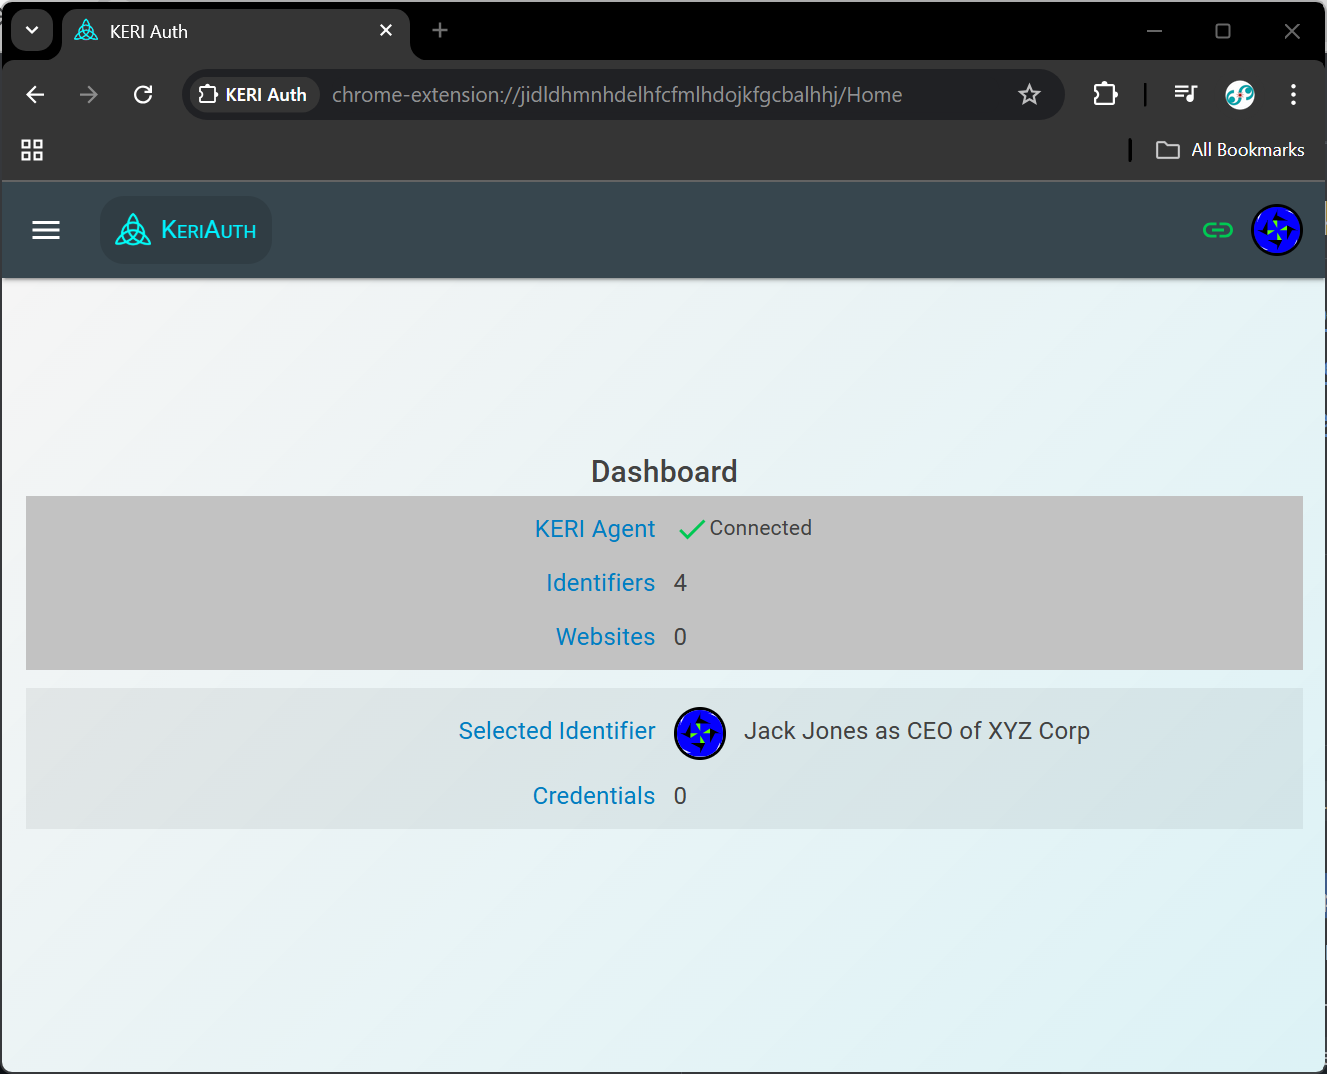 KERI Auth
KERI Auth chrome-extension://jidldhmnhdelhfcfmlhdojkfgcbalhhj/Home
All Bookmarks
KERIAUTH
Dashboard
KERI Agent Connected
Identifiers 4
Websites 0
Selected Identifier Jack Jones as CEO of XYZ Corp
Credentials 0